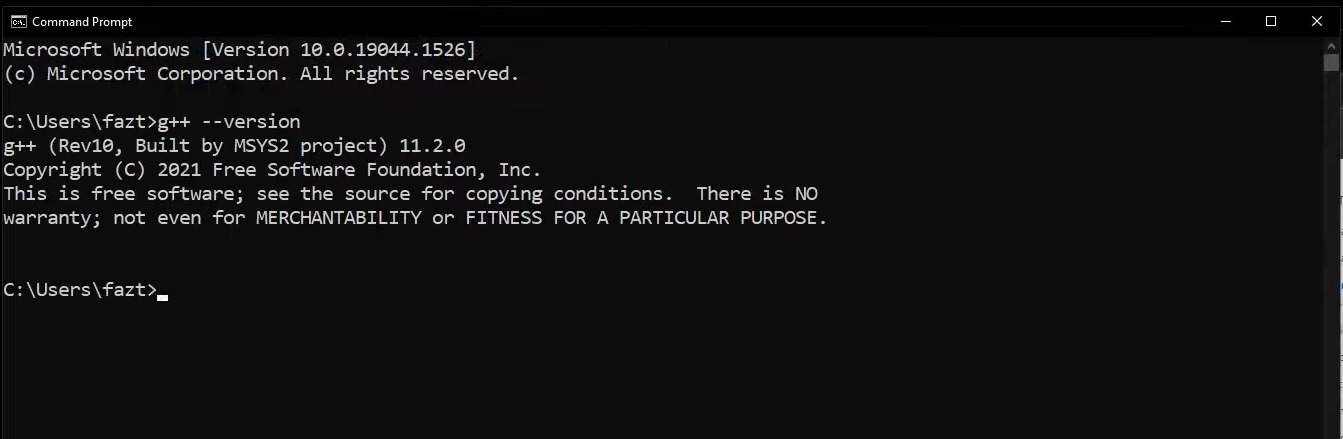 Command Prompt
Microsoft Windows [Version 10.0.19044.1526]
(c) Microsoft Corporation. All rights reserved.
C:\Users\fazt>g++ --version
g++ (Rev10, Built by MSYS2 project) 11.2.0
Copyright (C) 2021 Free Software Foundation, Inc.
This is free software; see the source for copying conditions.  There is NO
warranty; not even for MERCHANTABILITY or FITNESS FOR A PARTICULAR PURPOSE.
C:\Users\fazt>